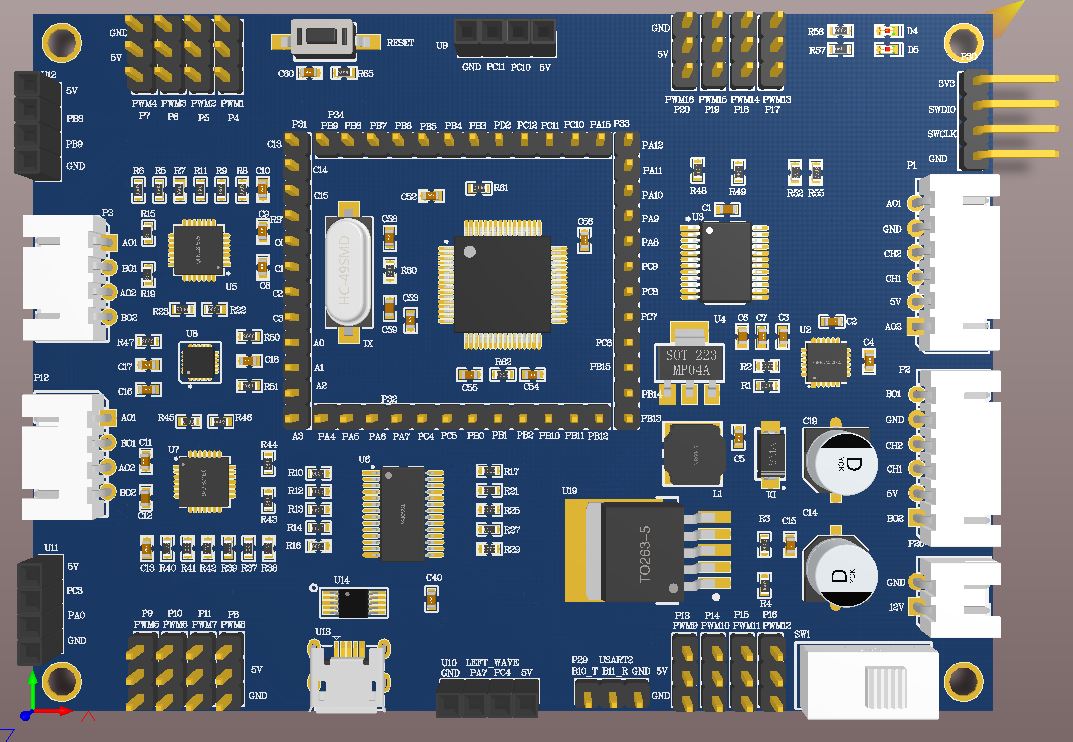 GND
5V
PWM4 PWM3 PWM2 PWM1
P7 P6 P5 P4
RESET
C60 R65
U9
GND PC11 PC10 5V
GND
5V
PWM16 PWM15 PWM14 PWM13
P20 P19 P18 P17
R56 D4
R57 D5
3V3
SWDIO
SWCLK
GND
5V
PB8
PB9
GND
P31 P34 PB9 PB8 PB7 PB6 PB5 PB4 PB3 PD2 PC12 PC11 PC10 PA15 P33
C13
C14
C15
C1
C2
C3
A0
A1
A2
A3
PA12
PA11
PA10
PA9
PA8
PC9
PC8
PC7
PC6
PB15
PB14
PB13
P32
PA4 PA5 PA6 PA7 PC4 PC5 PB0 PB1 PB2 PB10 PB11 PB12
R6 R5 R7 R11 R9 R8 C10
R15
R19
U5
R23 R22
P3
AO1
BO1
AO2
BO2
U8
R47
C17
C16
R50
C18
R51
P12
AO1
BO1
AO2
BO2
R45 R46
C11
C12
U7
R44
R43
C13 R40 R41 R42 R39 R37 R38
HC-49SMD
X1
C58
R60
C59
C53
C52
R61
C56
C55
R62
C54
R48 R49 R52 R55
C1
U3
U4
SOT 223
MP04A
C6 C7 C3
C2
U2
C4
R2
R1
P1
AO1
GND
CH2
CH1
5V
AO2
P2
BO1
GND
CH2
CH1
5V
BO2
L1
C5
D1
C19
D
YCK
C14
D
YCK
U19
TO263-5
R3
C15
R4
GND
12V
SW1
U6
R10
R12
R13
R14
R16
R17
R21
R25
R27
R29
U14
C40
U13
U11
5V
PC3
PA0
GND
P9 P10 P11 P8
PWM5 PWM6 PWM7 PWM8
5V
GND
U10 LEFT_WAVE
GND PA7 PC4 5V
P29 USART2
B10_T B11_R GND
5V
GND
P13 P14 P15 P16
PWM9 PWM10 PWM11 PWM12